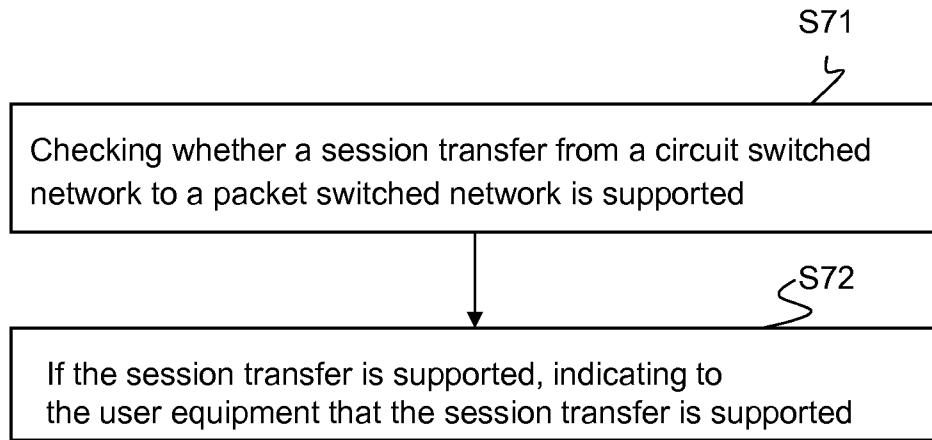 S71
Checking whether a session transfer from a circuit switched
network to a packet switched network is supported
S72
If the session transfer is supported, indicating to
the user equipment that the session transfer is supported